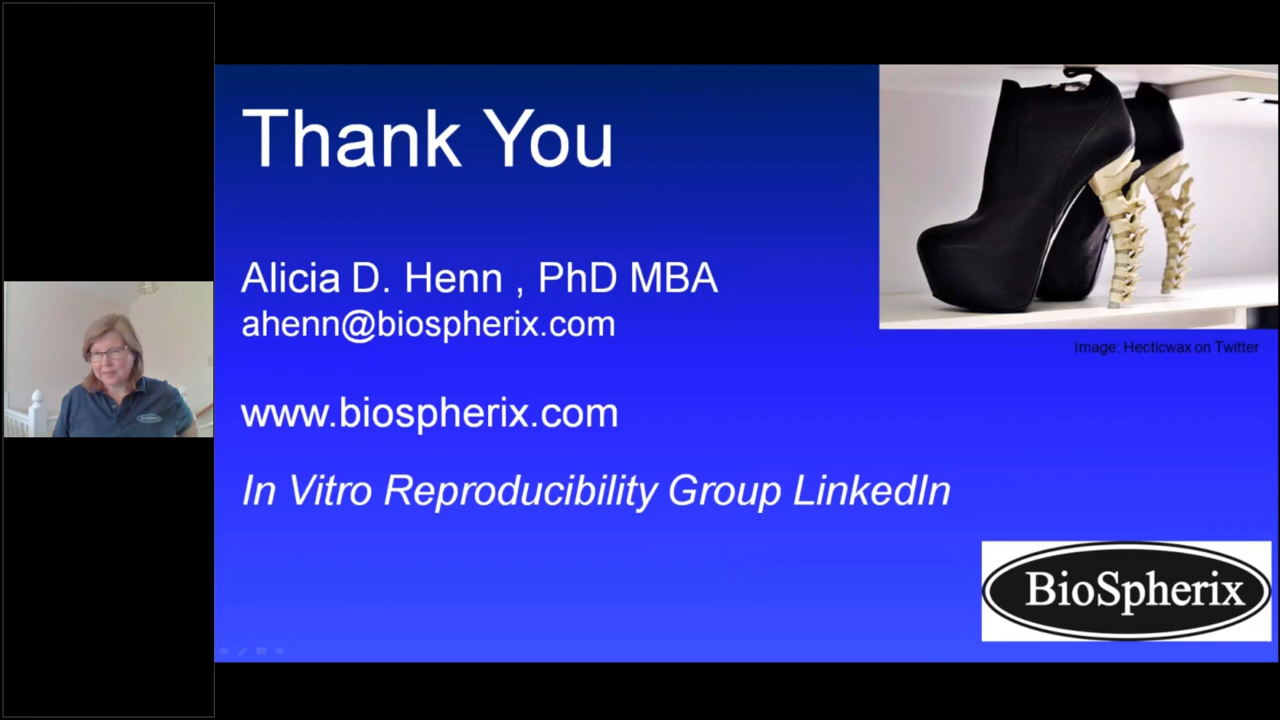 Thank You
Alicia D. Henn , PhD MBA
ahenn@biospherix.com
www.biospherix.com
In Vitro Reproducibility Group LinkedIn
Image: Hecticwax on Twitter
BioSpherix
BioSpherix